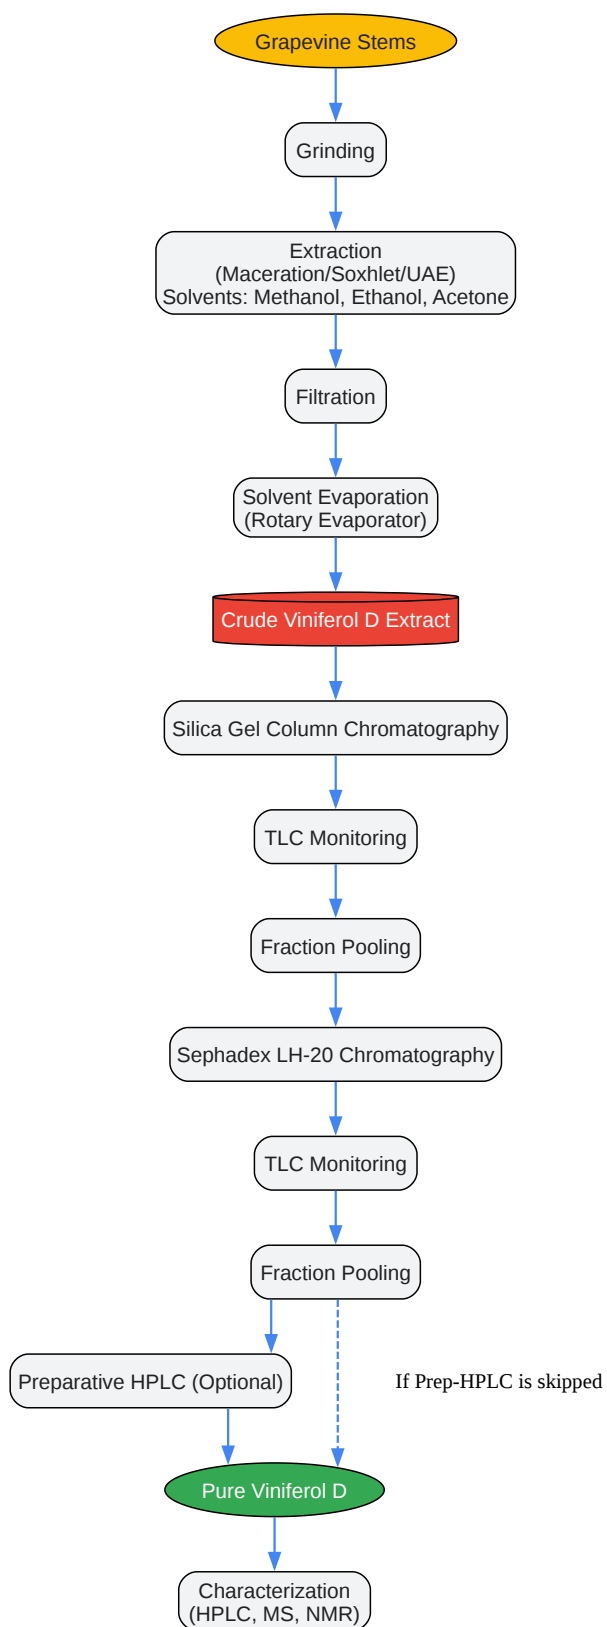 Grapevine Stems
Grinding
Extraction
(Maceration/Soxhlet/UAE)
Solvents: Methanol, Ethanol, Acetone
Filtration
Solvent Evaporation
(Rotary Evaporator)
Crude Viniferol D Extract
Silica Gel Column Chromatography
TLC Monitoring
Fraction Pooling
Sephadex LH-20 Chromatography
TLC Monitoring
Fraction Pooling
Preparative HPLC (Optional)
If Prep-HPLC is skipped
Pure Viniferol D
Characterization
(HPLC, MS, NMR)